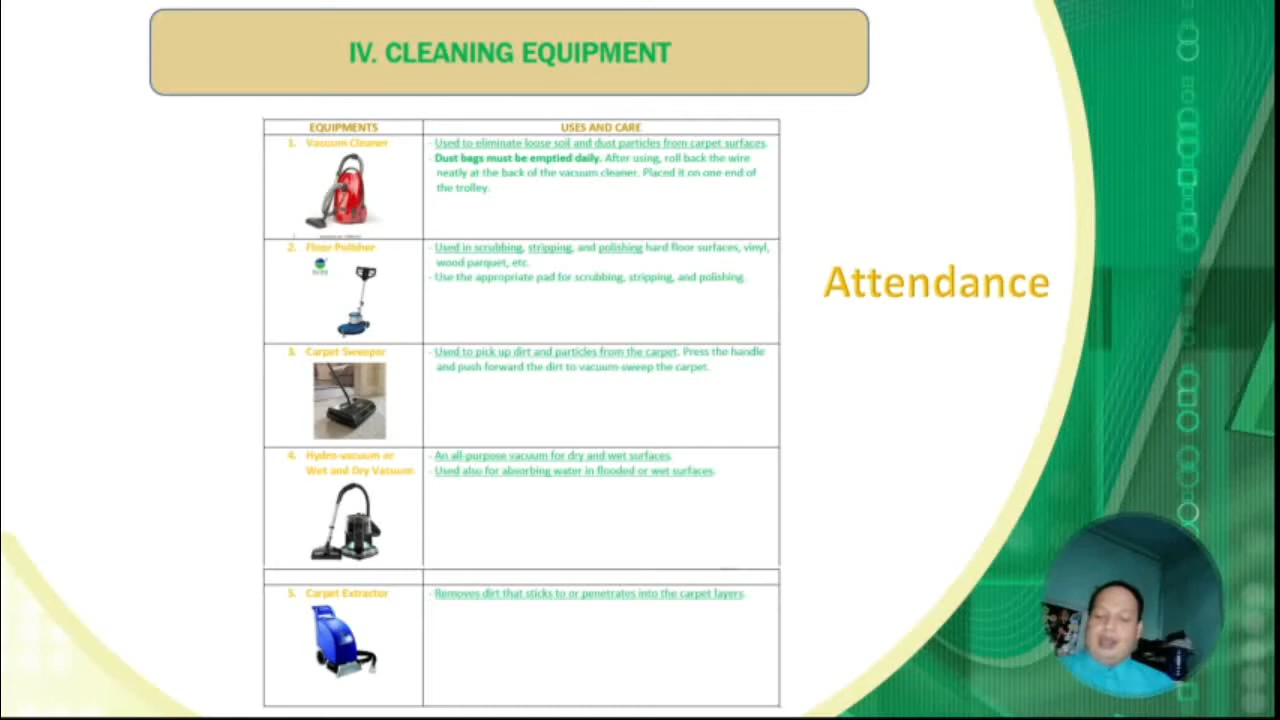 IV. CLEANING EQUIPMENT
EQUIPMENTS
USES AND CARE
1. Vacuum Cleaner
- Used to eliminate loose soil and dust particles from carpet surfaces.
- Dust bags must be emptied daily. After using, roll back the wire
neatly at the back of the vacuum cleaner. Placed it on one end of
the trolley.
2. Floor Polisher
- Used in scrubbing, stripping, and polishing hard floor surfaces, vinyl,
wood parquet, etc.
- Use the appropriate pad for scrubbing, stripping, and polishing.
3. Carpet Sweeper
- Used to pick up dirt and particles from the carpet. Press the handle
and push forward the dirt to vacuum-sweep the carpet.
4. Hydro-vacuum or
Wet and Dry Vacuum
- An all-purpose vacuum for dry and wet surfaces.
- Used also for absorbing water in flooded or wet surfaces.
5. Carpet Extractor
- Removes dirt that sticks to or penetrates into the carpet layers.
Attendance